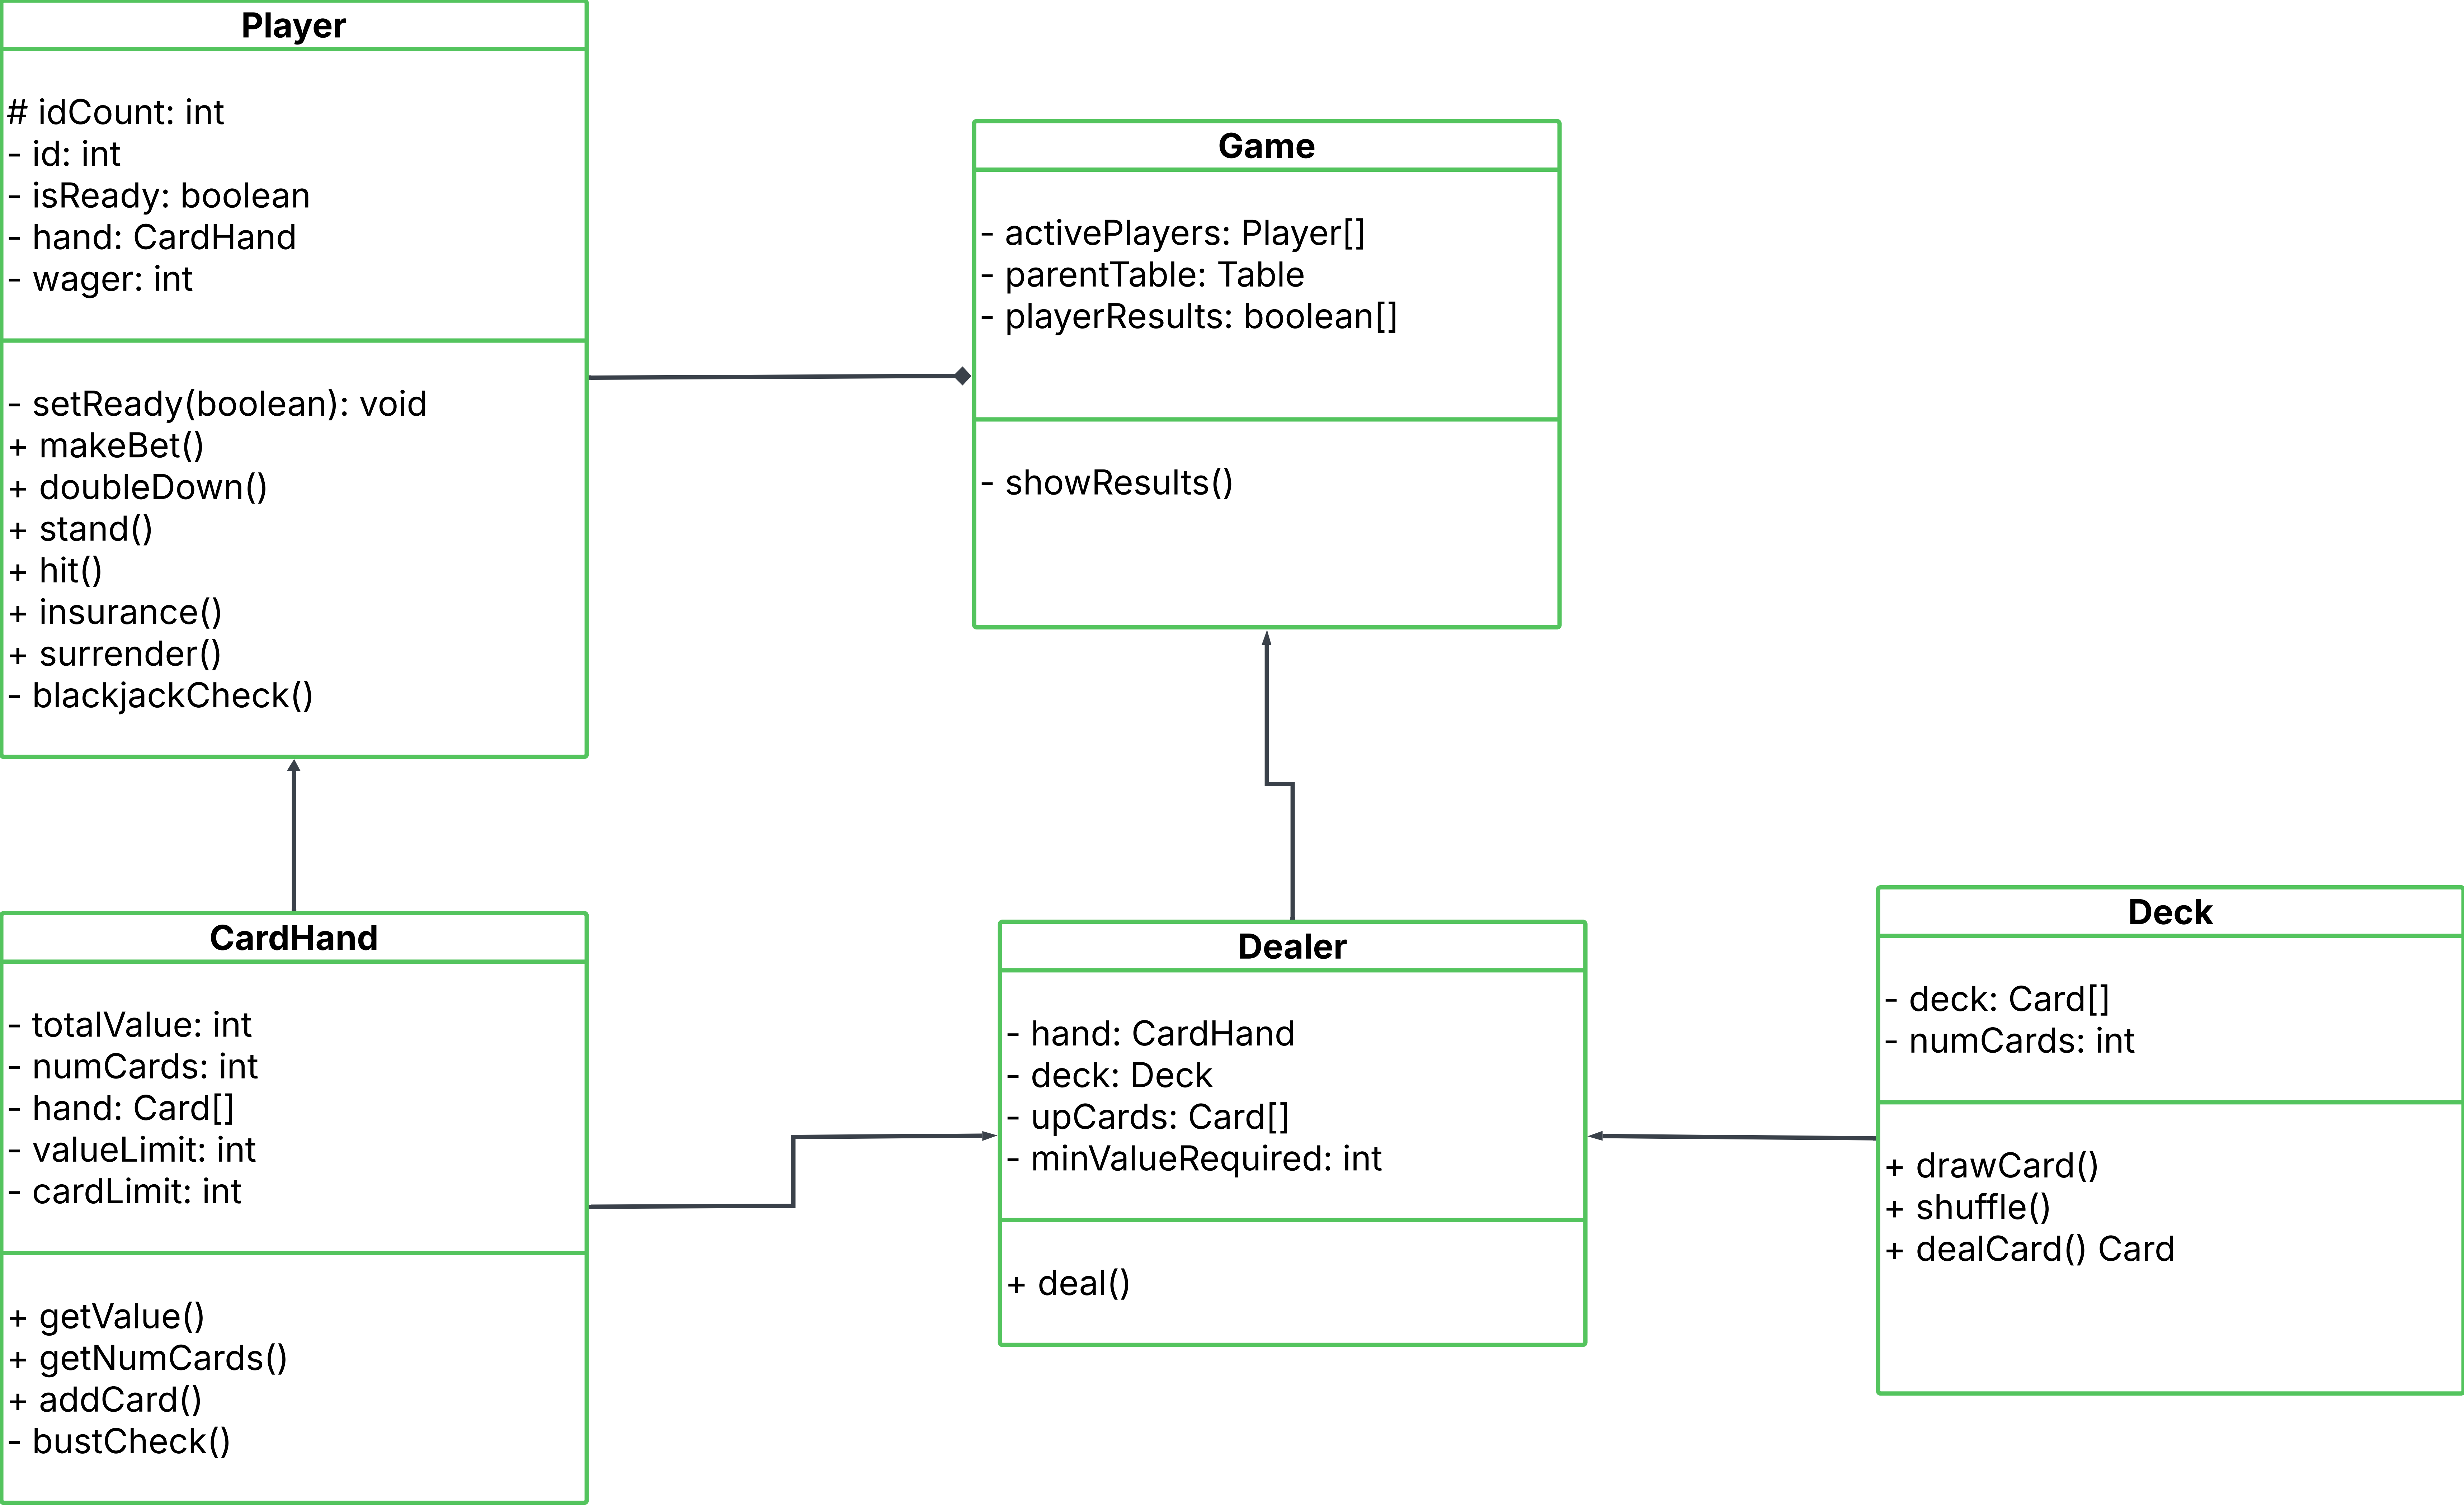 Player
# idCount: int
- id: int
- isReady: boolean
- hand: CardHand
- wager: int
- setReady(boolean): void
+ makeBet()
+ doubleDown()
+ stand()
+ hit()
+ insurance()
+ surrender()
- blackjackCheck()
Game
- activePlayers: Player[]
- parentTable: Table
- playerResults: boolean[]
- showResults()
CardHand
- totalValue: int
- numCards: int
- hand: Card[]
- valueLimit: int
- cardLimit: int
+ getValue()
+ getNumCards()
+ addCard()
- bustCheck()
Dealer
- hand: CardHand
- deck: Deck
- upCards: Card[]
- minValueRequired: int
+ deal()
Deck
- deck: Card[]
- numCards: int
+ drawCard()
+ shuffle()
+ dealCard() Card